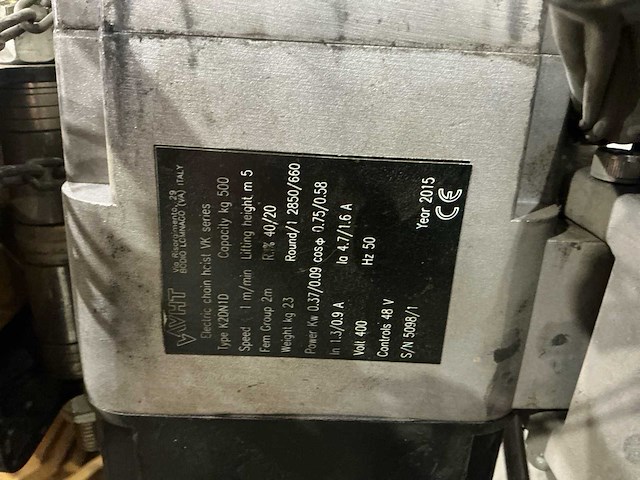 VHT
Via Risorgimento, 29
BODIO LOMNAGO (VA) ITALY
Electric chain hoist VK series
Type K20N1D Capacity kg 500
Speed 1 m/min Lifting height m 5
Fem Group 2m R.I.% 40/20
Weight kg 23 Round/1 2850/660
Power Kw 0.37/0.09 cosφ 0.75/0.58
In 1.3/0.9 A Ia 4.7/1.6 A
Volt 400 Hz 50
Controls 48 V
S/N 5098/1 Year 2015
CE